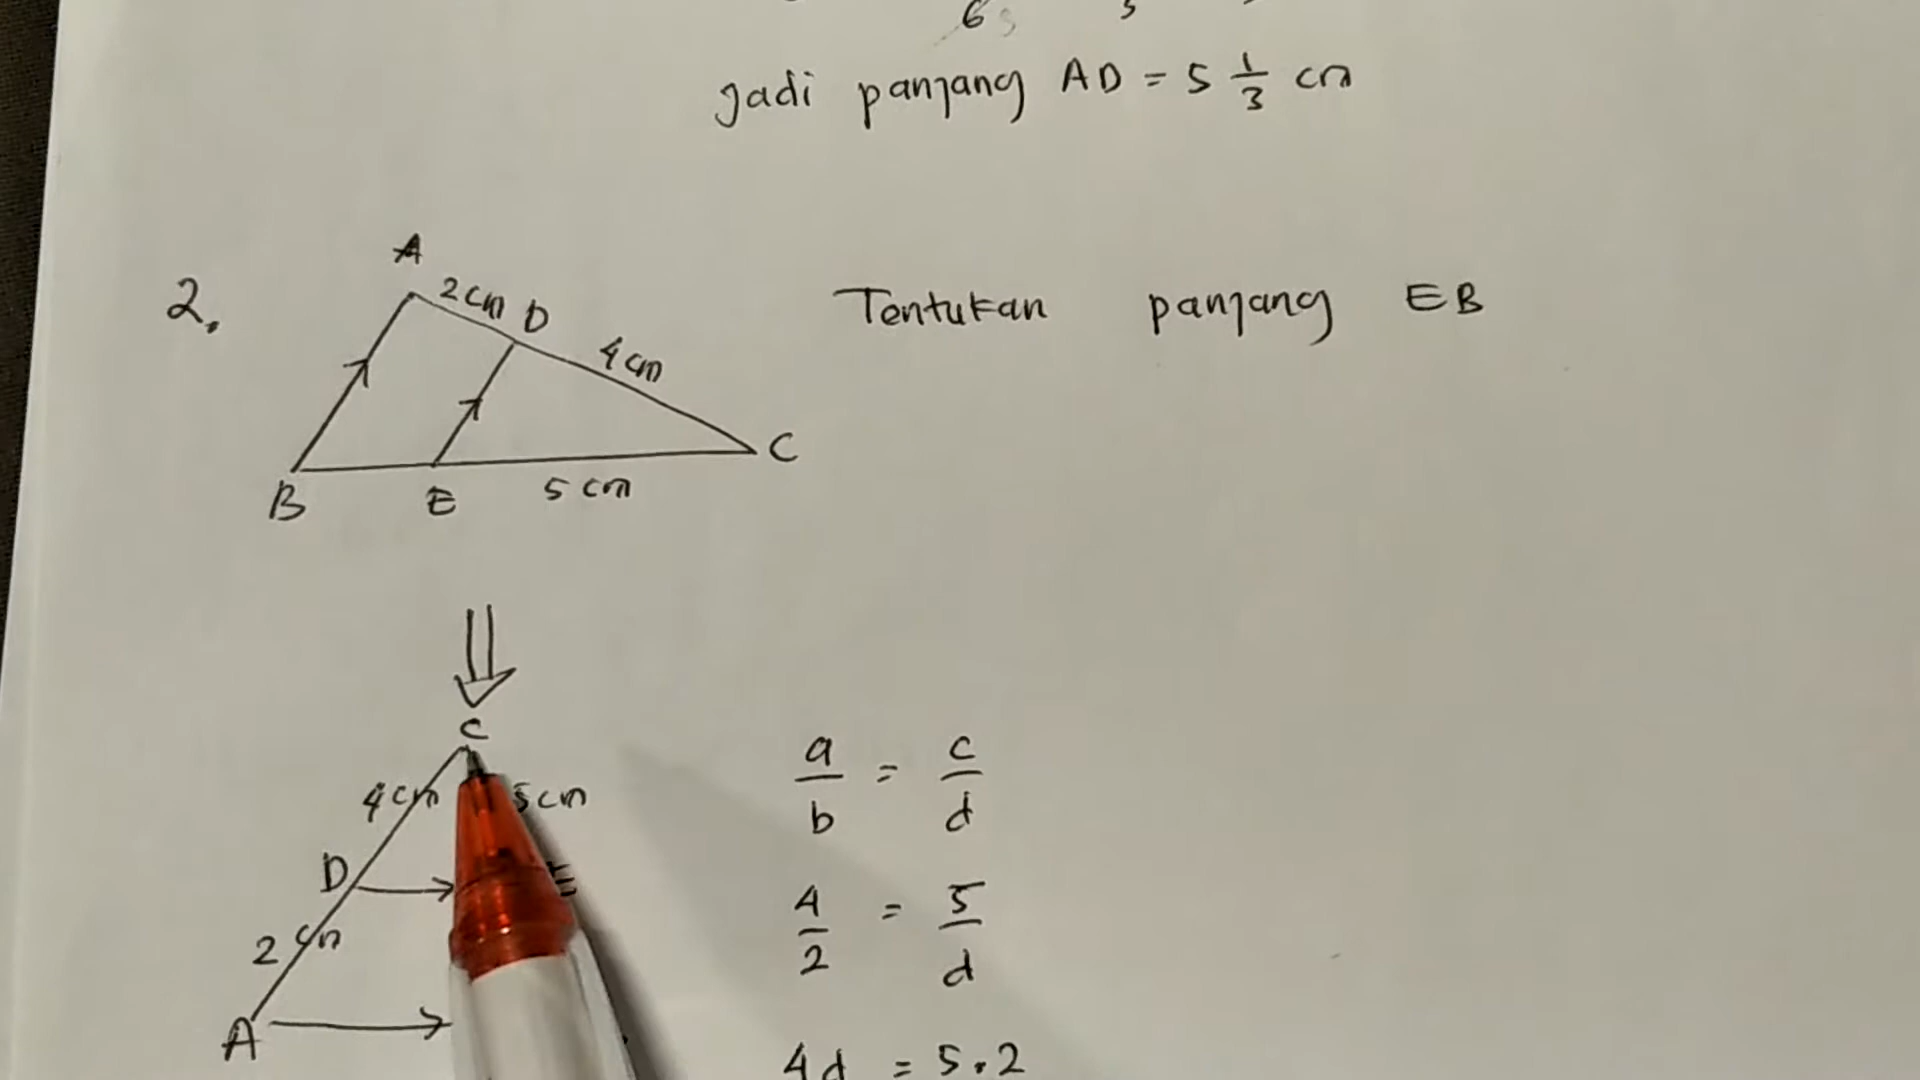 6
jadi panjang AD = 5 1/3 cm
2.
Tentukan panjang EB
A
2 cm D
4 cm
C
B E 5 cm
C
4 cm 5 cm
D E
2 cm
A
a/b = c/d
4/2 = 5/d
4d = 5.2